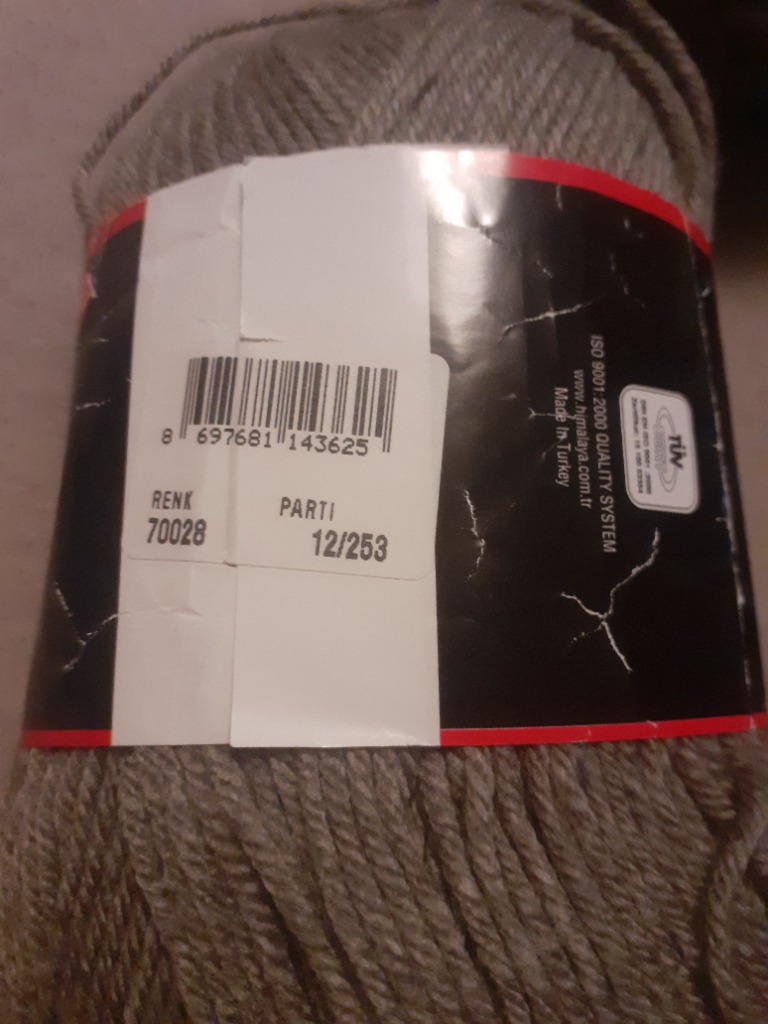 8 697681 143625
RENK
70028
PARTI
12/253
ISO 9001:2000 QUALITY SYSTEM
www.himalaya.com.tr
Made in Turkey
TÜV